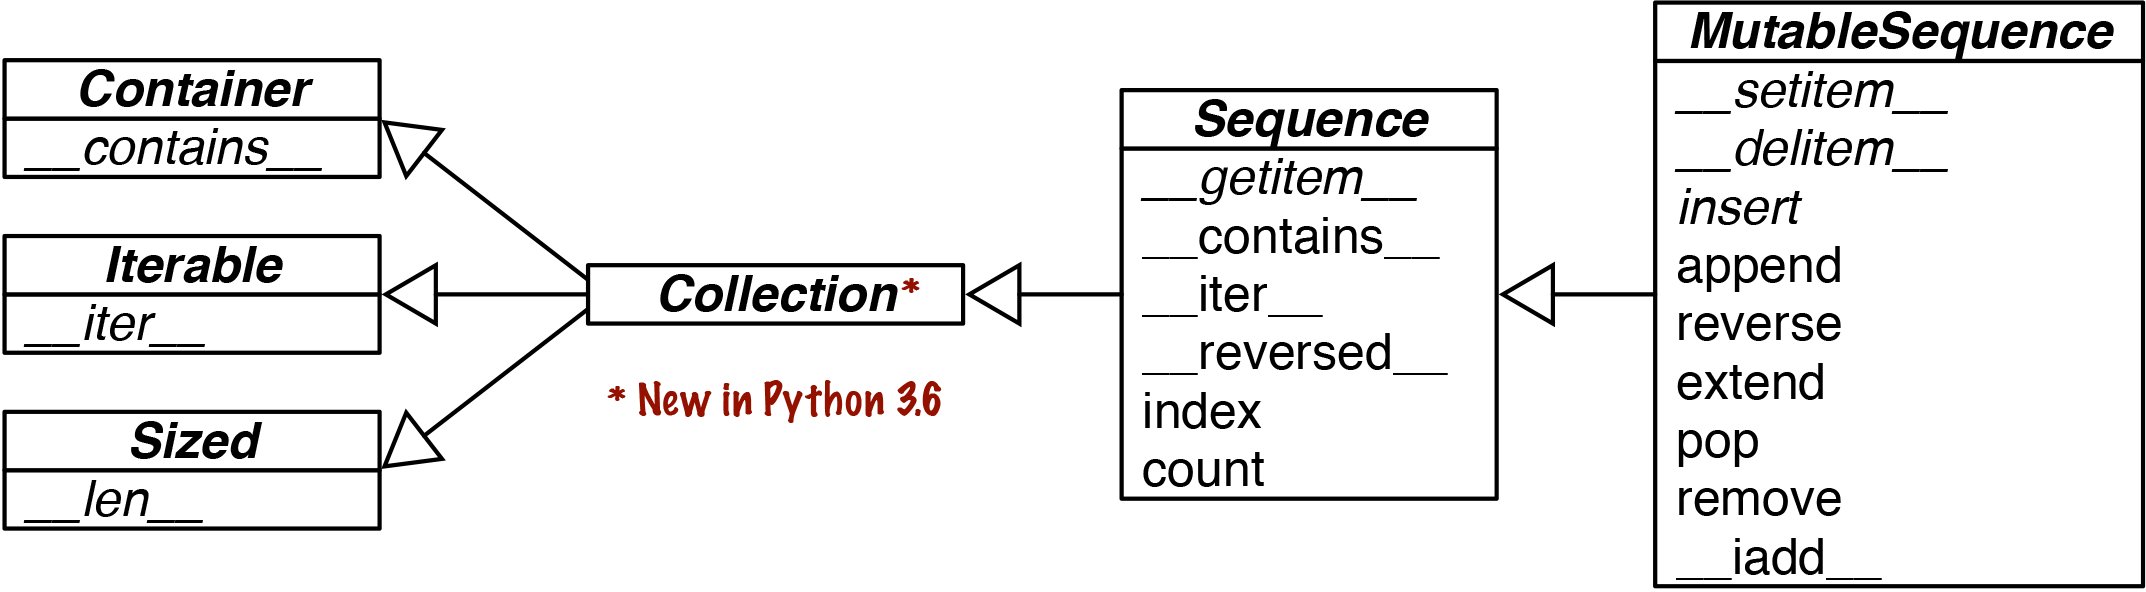 Container
__contains__
Iterable
__iter__
Sized
__len__
Collection*
* New in Python 3.6
Sequence
__getitem__
__contains__
__iter__
__reversed__
index
count
MutableSequence
__setitem__
__delitem__
insert
append
reverse
extend
pop
remove
__iadd__